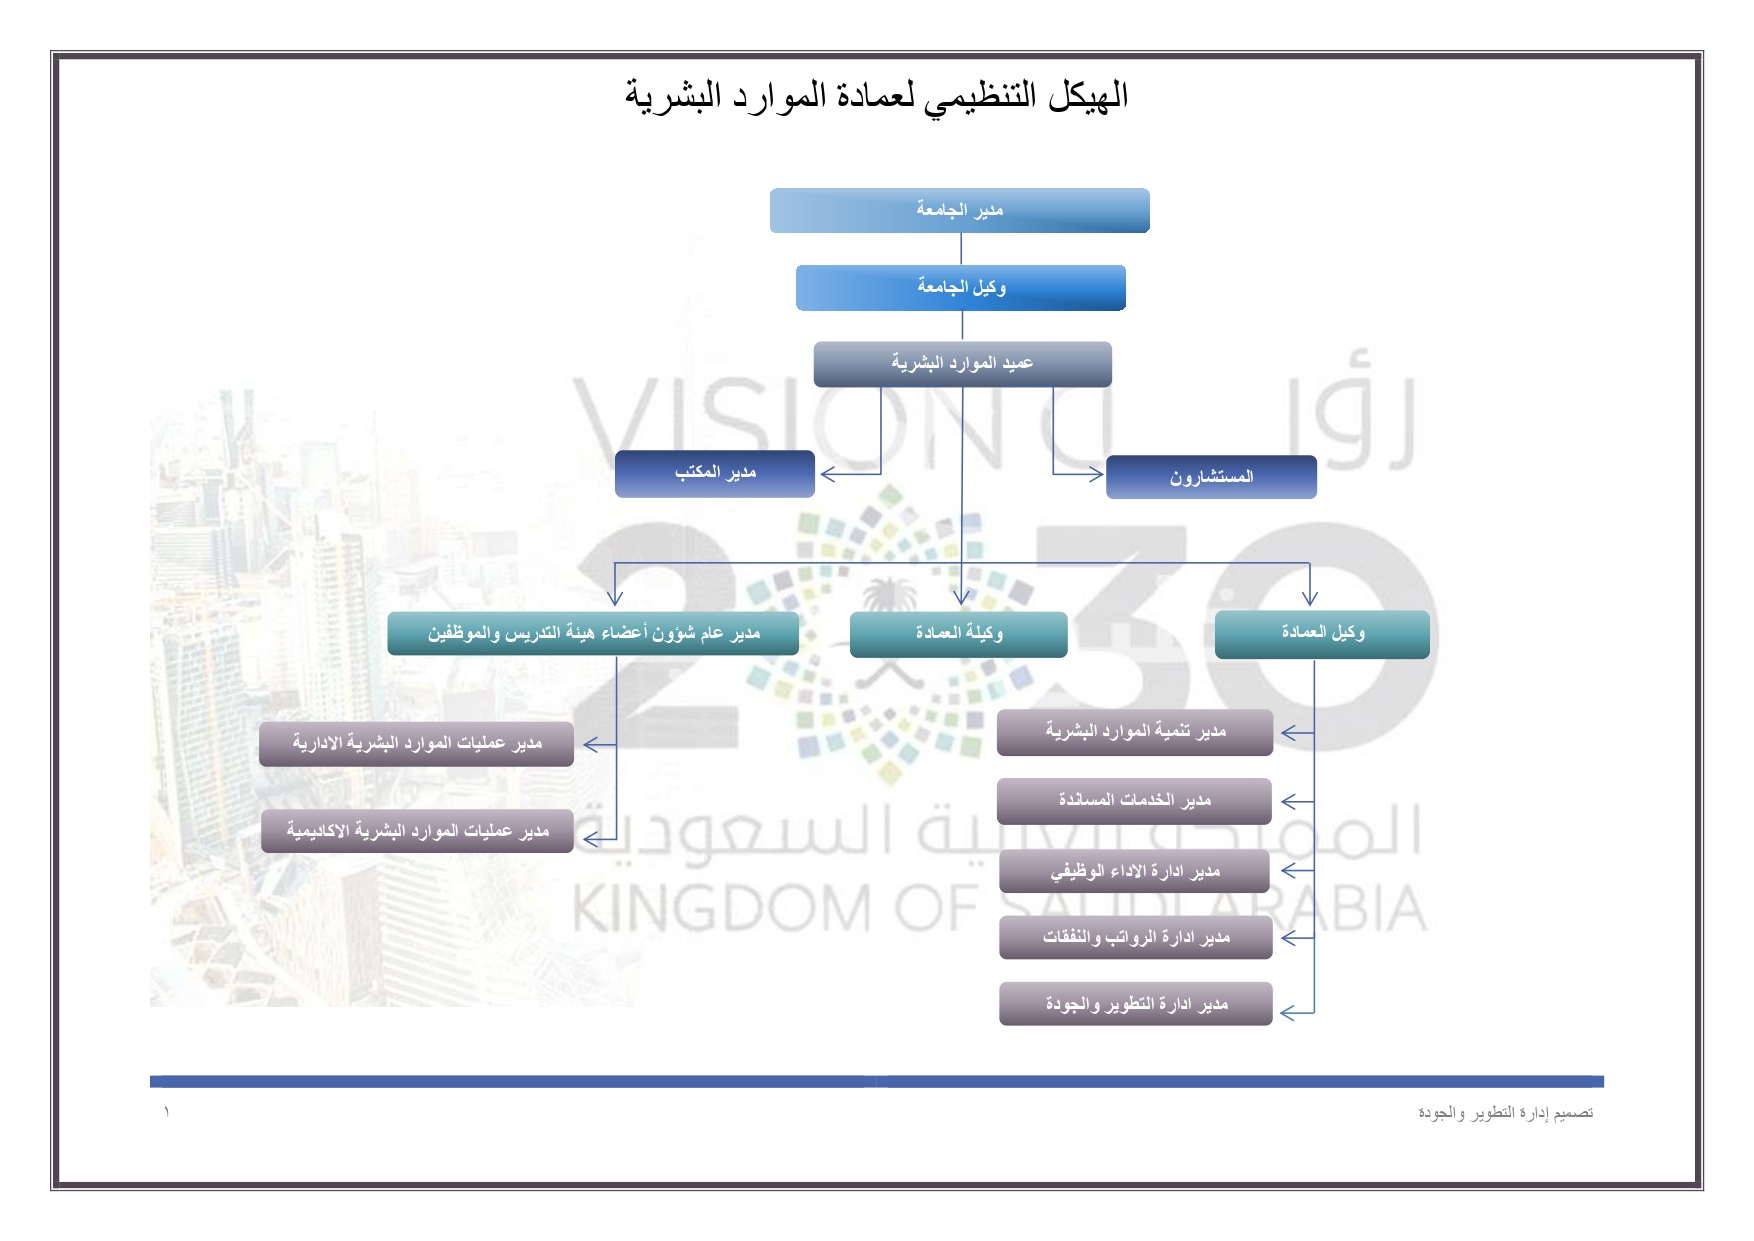 الهيكل التنظيمي لعمادة الموارد البشرية
مدير الجامعة
وكيل الجامعة
عميد الموارد البشرية
VISION رؤيـــة
المستشارون
مدير المكتب
2030
وكيل العمادة
وكيلة العمادة
مدير عام شؤون أعضاء هيئة التدريس والموظفين
مدير تنمية الموارد البشرية
مدير الخدمات المساندة
مدير ادارة الاداء الوظيفي
مدير ادارة الرواتب والنفقات
مدير ادارة التطوير والجودة
مدير عمليات الموارد البشرية الادارية
مدير عمليات الموارد البشرية الاكاديمية
المملكة العربية السعودية
KINGDOM OF SAUDI ARABIA
تصميم إدارة التطوير والجودة
١